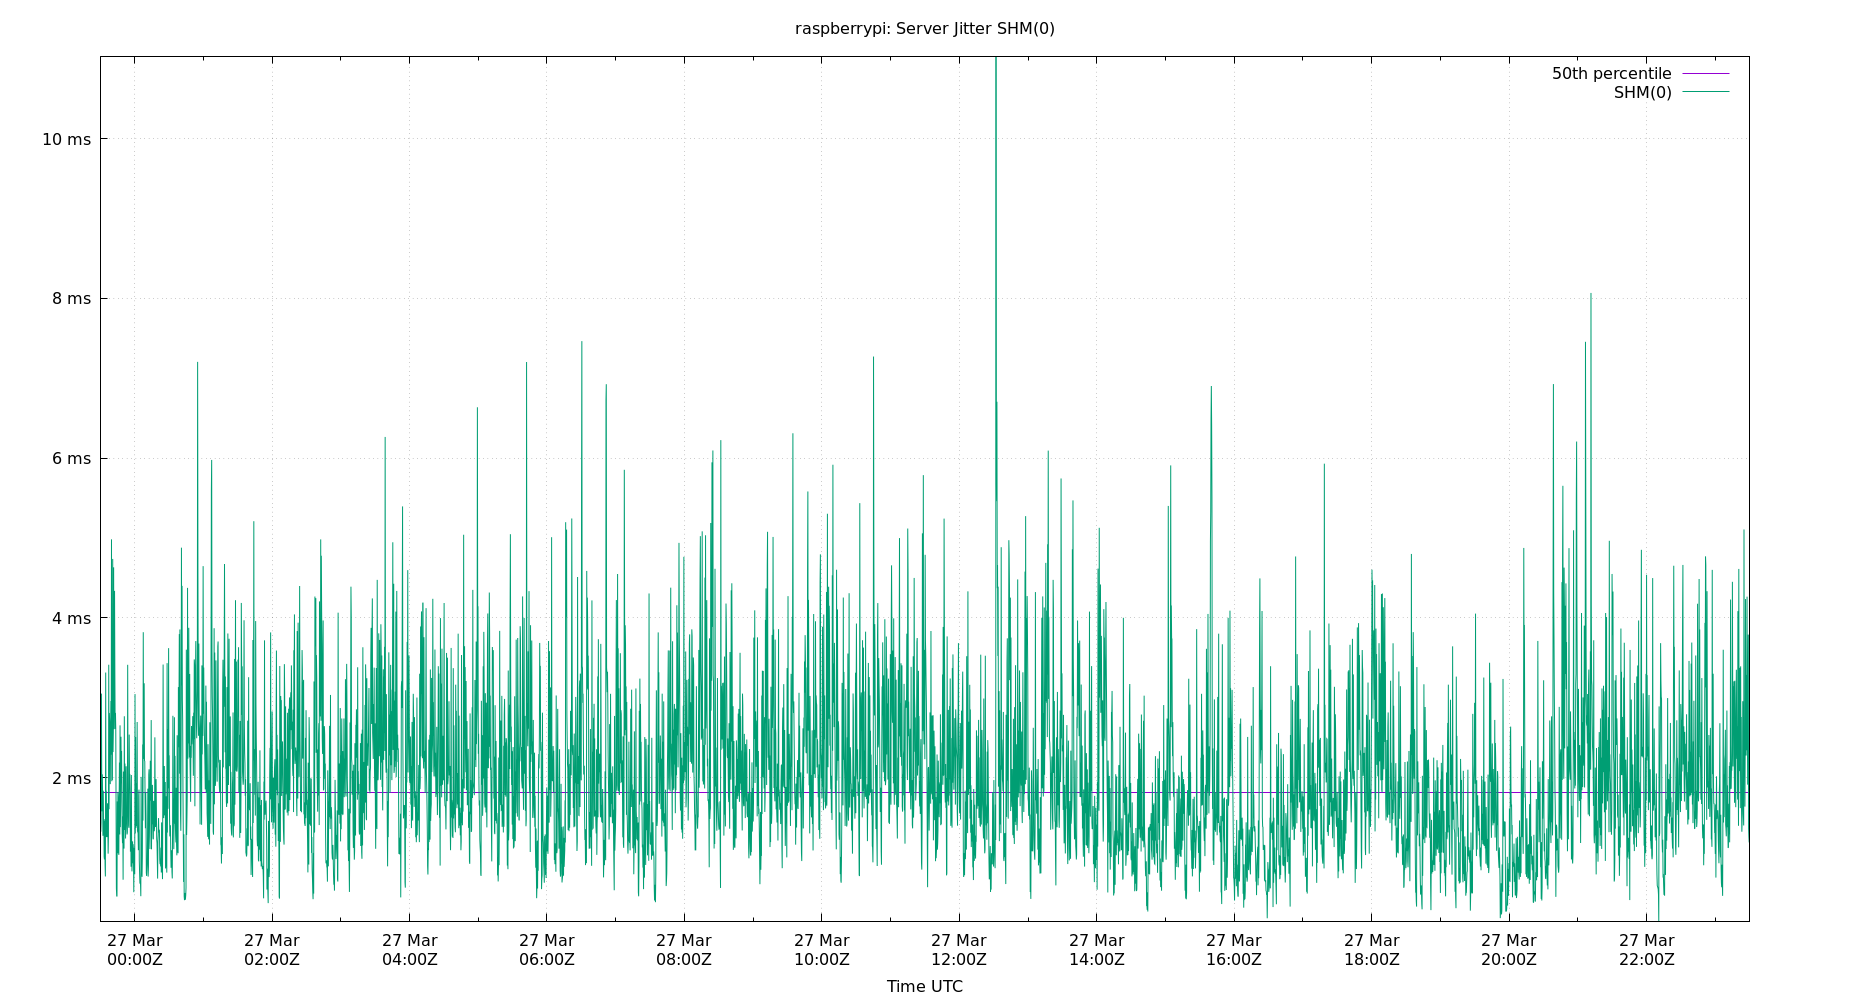 raspberrypi: Server Jitter SHM(0)
50th percentile
SHM(0)
10 ms
8 ms
6 ms
4 ms
2 ms
27 Mar 27 Mar 27 Mar 27 Mar 27 Mar 27 Mar 27 Mar 27 Mar 27 Mar 27 Mar 27 Mar 27 Mar
00:00Z 02:00Z 04:00Z 06:00Z 08:00Z 10:00Z 12:00Z 14:00Z 16:00Z 18:00Z 20:00Z 22:00Z
Time UTC